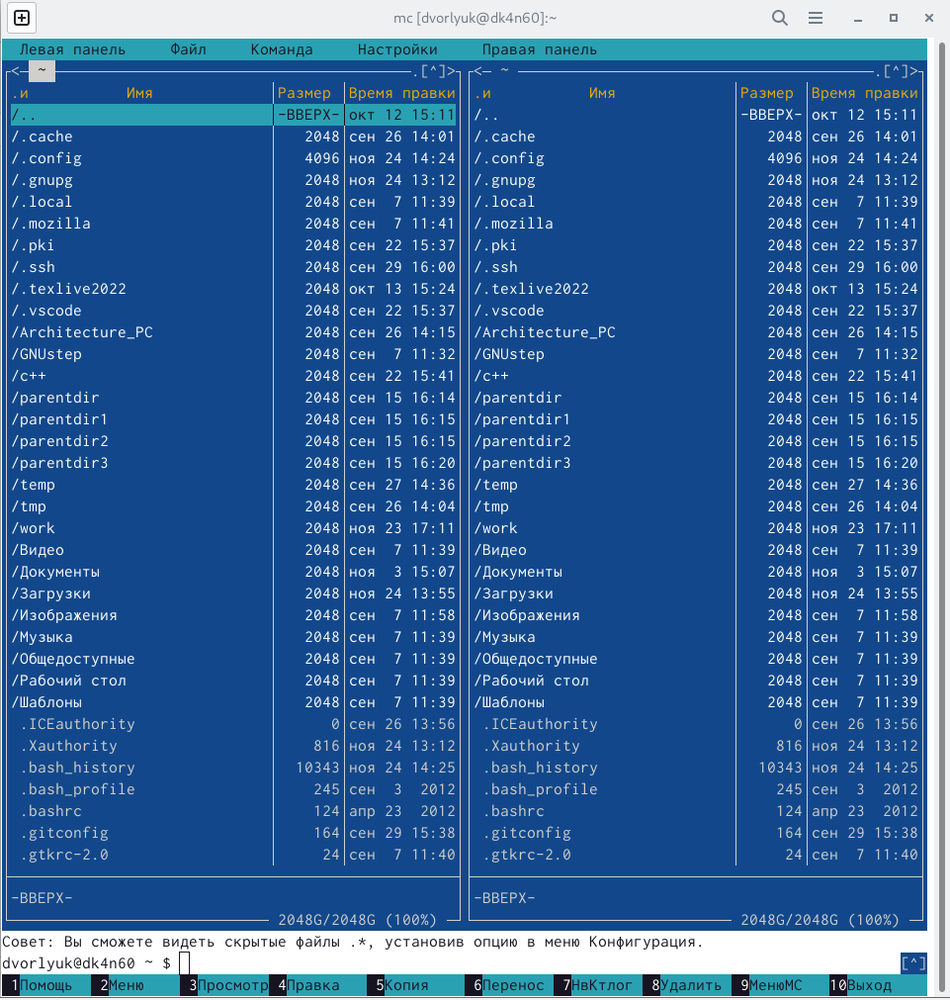 mc [dvorlyuk@dk4n60]:~
Левая панель Файл Команда Настройки Правая панель
<─ ~ .[^]> <─ ~ .[^]>
.и Имя Размер Время правки .и Имя Размер Время правки
/.. -ВВЕРХ- окт 12 15:11 /.. -ВВЕРХ- окт 12 15:11
/.cache 2048 сен 26 14:01 /.cache 2048 сен 26 14:01
/.config 4096 ноя 24 14:24 /.config 4096 ноя 24 14:24
/.gnupg 2048 ноя 24 13:12 /.gnupg 2048 ноя 24 13:12
/.local 2048 сен 7 11:39 /.local 2048 сен 7 11:39
/.mozilla 2048 сен 7 11:41 /.mozilla 2048 сен 7 11:41
/.pki 2048 сен 22 15:37 /.pki 2048 сен 22 15:37
/.ssh 2048 сен 29 16:00 /.ssh 2048 сен 29 16:00
/.texlive2022 2048 окт 13 15:24 /.texlive2022 2048 окт 13 15:24
/.vscode 2048 сен 22 15:37 /.vscode 2048 сен 22 15:37
/Architecture_PC 2048 сен 26 14:15 /Architecture_PC 2048 сен 26 14:15
/GNUstep 2048 сен 7 11:32 /GNUstep 2048 сен 7 11:32
/c++ 2048 сен 22 15:41 /c++ 2048 сен 22 15:41
/parentdir 2048 сен 15 16:14 /parentdir 2048 сен 15 16:14
/parentdir1 2048 сен 15 16:15 /parentdir1 2048 сен 15 16:15
/parentdir2 2048 сен 15 16:15 /parentdir2 2048 сен 15 16:15
/parentdir3 2048 сен 15 16:20 /parentdir3 2048 сен 15 16:20
/temp 2048 сен 27 14:36 /temp 2048 сен 27 14:36
/tmp 2048 сен 26 14:04 /tmp 2048 сен 26 14:04
/work 2048 ноя 23 17:11 /work 2048 ноя 23 17:11
/Видео 2048 сен 7 11:39 /Видео 2048 сен 7 11:39
/Документы 2048 ноя 3 15:07 /Документы 2048 ноя 3 15:07
/Загрузки 2048 ноя 24 13:55 /Загрузки 2048 ноя 24 13:55
/Изображения 2048 сен 7 11:58 /Изображения 2048 сен 7 11:58
/Музыка 2048 сен 7 11:39 /Музыка 2048 сен 7 11:39
/Общедоступные 2048 сен 7 11:39 /Общедоступные 2048 сен 7 11:39
/Рабочий стол 2048 сен 7 11:39 /Рабочий стол 2048 сен 7 11:39
/Шаблоны 2048 сен 7 11:39 /Шаблоны 2048 сен 7 11:39
.ICEauthority 0 сен 26 13:56 .ICEauthority 0 сен 26 13:56
.Xauthority 816 ноя 24 13:12 .Xauthority 816 ноя 24 13:12
.bash_history 10343 ноя 24 14:25 .bash_history 10343 ноя 24 14:25
.bash_profile 245 сен 3 2012 .bash_profile 245 сен 3 2012
.bashrc 124 апр 23 2012 .bashrc 124 апр 23 2012
.gitconfig 164 сен 29 15:38 .gitconfig 164 сен 29 15:38
.gtkrc-2.0 24 сен 7 11:40 .gtkrc-2.0 24 сен 7 11:40
-ВВЕРХ- -ВВЕРХ-
2048G/2048G (100%) 2048G/2048G (100%)
Совет: Вы сможете видеть скрытые файлы .*, установив опцию в меню Конфигурация.
dvorlyuk@dk4n60 ~ $ [^]
1Помощь 2Меню 3Просмотр 4Правка 5Копия 6Перенос 7НвКтлог 8Удалить 9МенюМС 10Выход